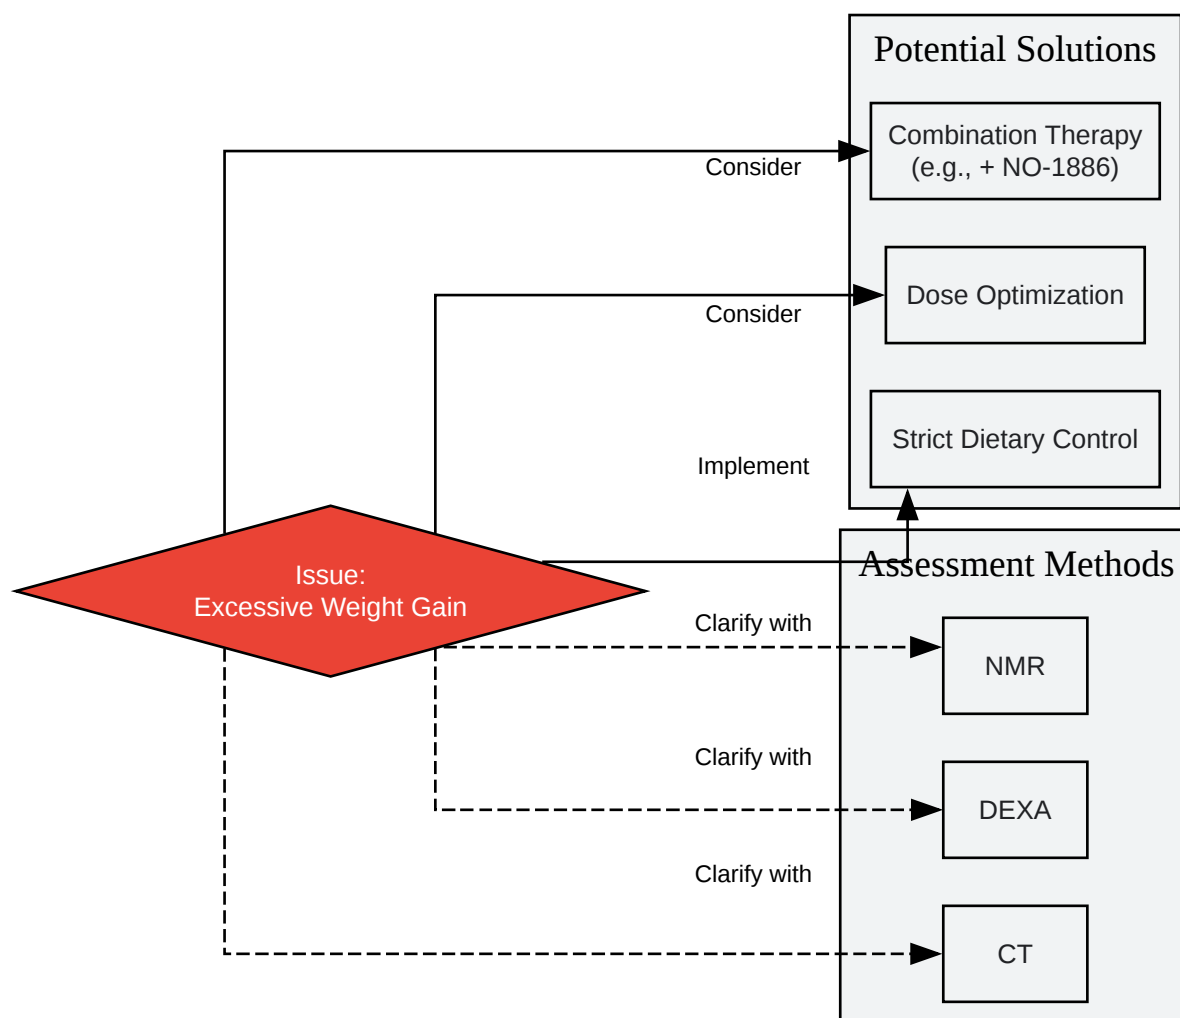 Potential Solutions
Combination Therapy
(e.g., + NO-1886)
Consider
Dose Optimization
Consider
Strict Dietary Control
Implement
Issue:
Excessive Weight Gain
Assessment Methods
Clarify with
NMR
Clarify with
DEXA
Clarify with
CT